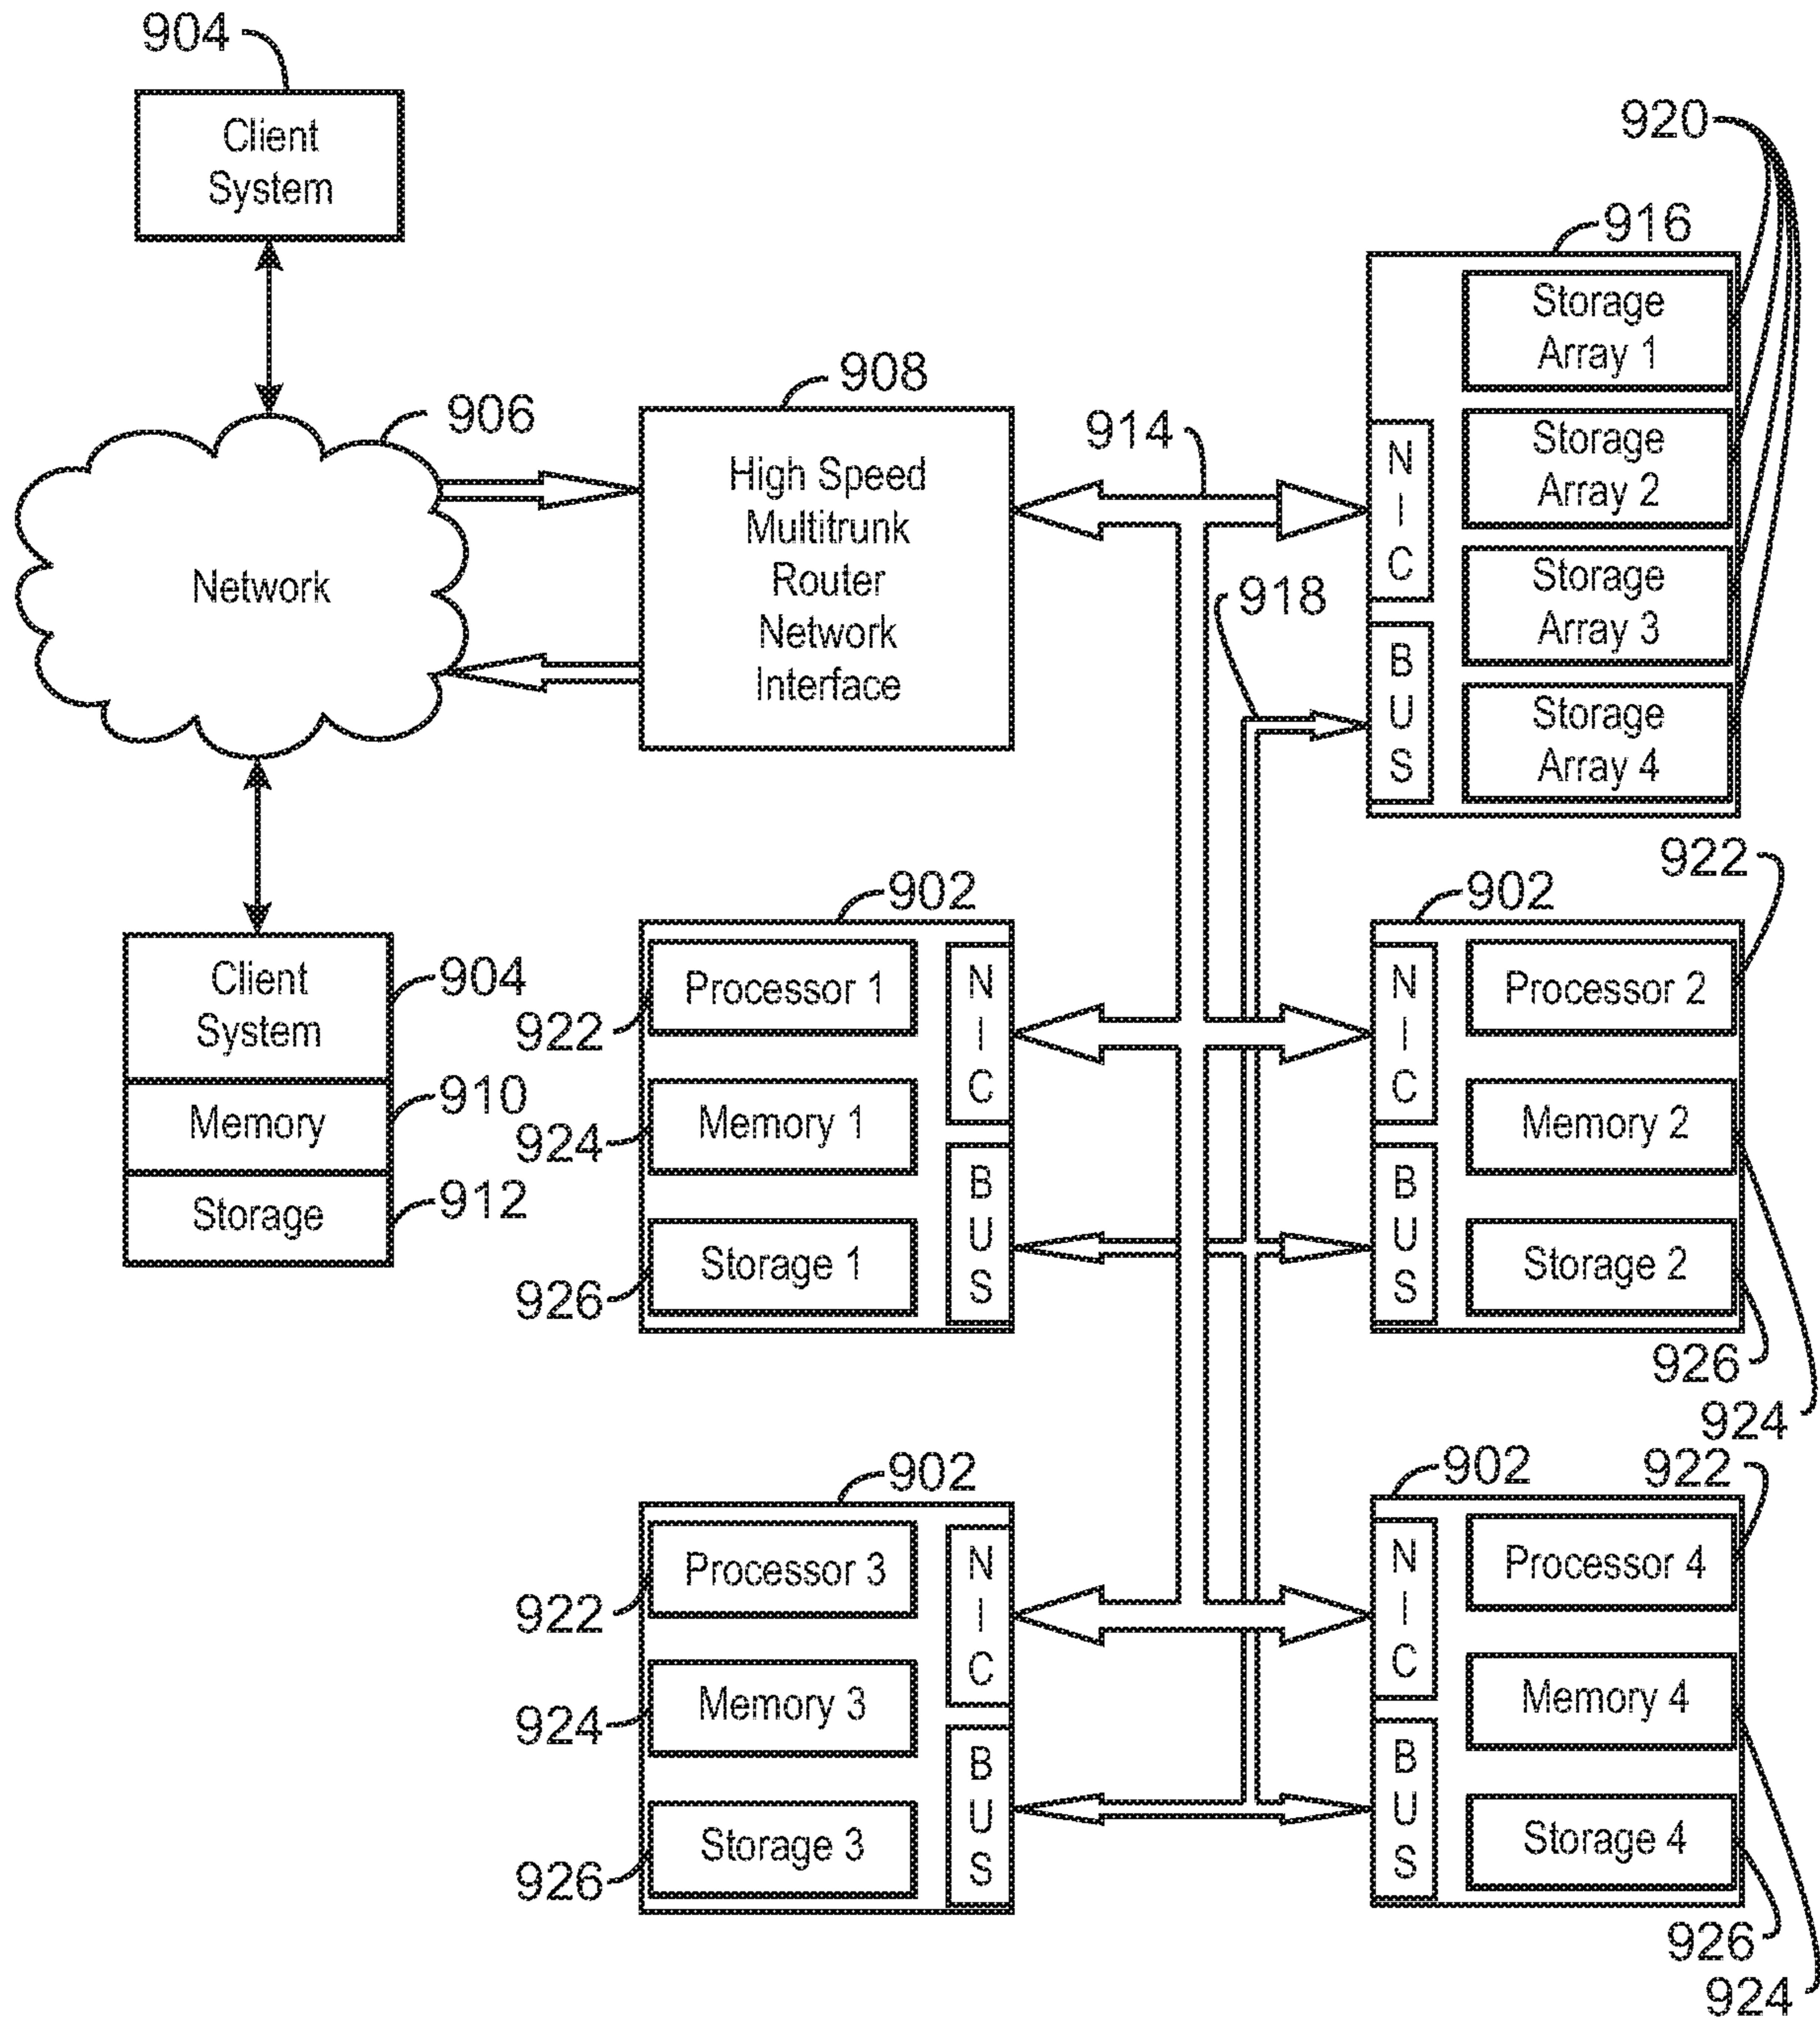 904
Client
System
920
916
Storage
Array 1
Storage
Array 2
Storage
Array 3
Storage
Array 4
N
I
C
B
U
S
906
Network
908
High Speed
Multitrunk
Router
Network
Interface
914
918
Client
System
904
Memory
910
Storage
912
902
Processor 1
922
Memory 1
924
Storage 1
926
N
I
C
B
U
S
902
922
N
I
C
B
U
S
Processor 2
Memory 2
Storage 2
926
924
902
Processor 3
922
Memory 3
924
Storage 3
926
N
I
C
B
U
S
902
922
N
I
C
B
U
S
Processor 4
Memory 4
Storage 4
926
924